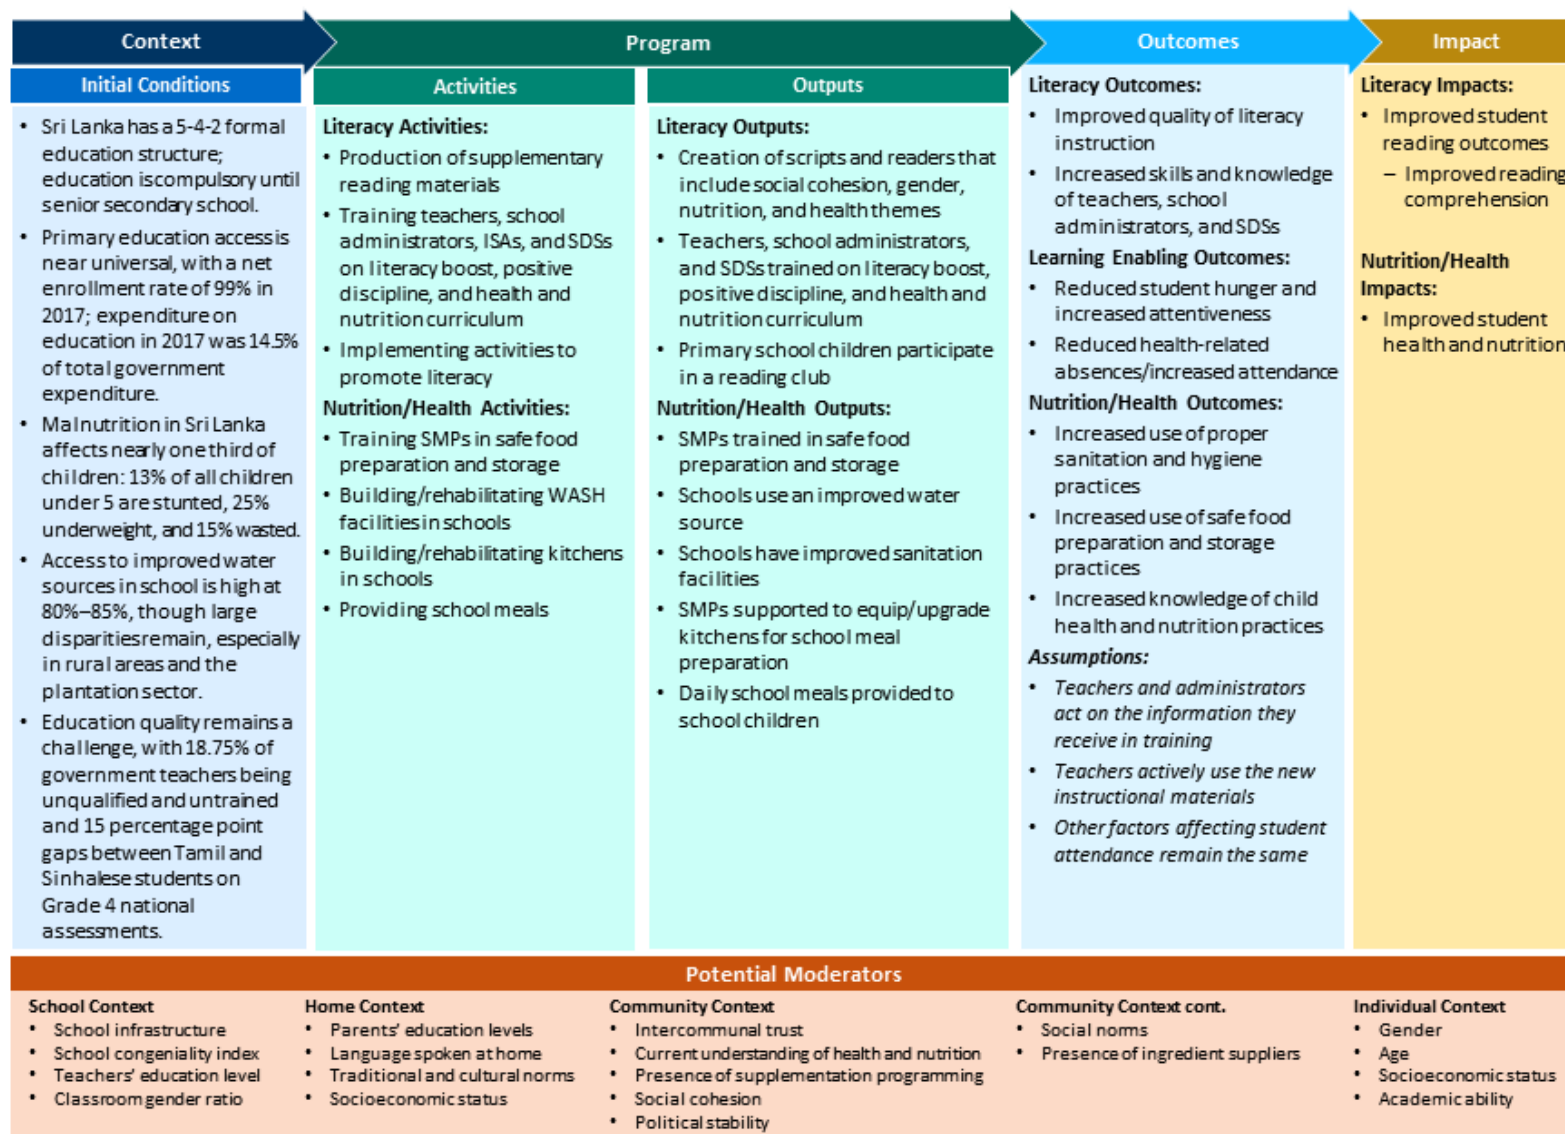 Context
Program
Outcomes
Impact
Initial Conditions
• Sri Lanka has a 5-4-2 formal
education structure;
education is compulsory until
senior secondary school.
• Primary education access is
near universal, with a net
enrollment rate of 99% in
2017; expenditure on
education in 2017 was 14.5%
of total government
expenditure.
• Malnutrition in Sri Lanka
affects nearly one third of
children: 13% of all children
under 5 are stunted, 25%
underweight, and 15% wasted.
• Access to improved water
sources in school is high at
80%–85%, though large
disparities remain, especially
in rural areas and the
plantation sector.
• Education quality remains a
challenge, with 18.75% of
government teachers being
unqualified and untrained
and 15 percentage point
gaps between Tamil and
Sinhalese students on
Grade 4 national
assessments.
Activities
Literacy Activities:
• Production of supplementary
reading materials
• Training teachers, school
administrators, ISAs, and SDSs
on literacy boost, positive
discipline, and health and
nutrition curriculum
• Implementing activities to
promote literacy
Nutrition/Health Activities:
• Training SMPs in safe food
preparation and storage
• Building/rehabilitating WASH
facilities in schools
• Building/rehabilitating kitchens
in schools
• Providing school meals
Outputs
Literacy Outputs:
• Creation of scripts and readers that
include social cohesion, gender,
nutrition, and health themes
• Teachers, school administrators,
and SDSs trained on literacy boost,
positive discipline, and health and
nutrition curriculum
• Primary school children participate
in a reading club
Nutrition/Health Outputs:
• SMPs trained in safe food
preparation and storage
• Schools use an improved water
source
• Schools have improved sanitation
facilities
• SMPs supported to equip/upgrade
kitchens for school meal
preparation
• Daily school meals provided to
school children
Literacy Outcomes:
• Improved quality of literacy
instruction
• Increased skills and knowledge
of teachers, school
administrators, and SDSs
Learning Enabling Outcomes:
• Reduced student hunger and
increased attentiveness
• Reduced health-related
absences/increased attendance
Nutrition/Health Outcomes:
• Increased use of proper
sanitation and hygiene
practices
• Increased use of safe food
preparation and storage
practices
• Increased knowledge of child
health and nutrition practices
Assumptions:
• Teachers and administrators
act on the information they
receive in training
• Teachers actively use the new
instructional materials
• Other factors affecting student
attendance remain the same
Literacy Impacts:
• Improved student
reading outcomes
– Improved reading
comprehension
Nutrition/Health
Impacts:
• Improved student
health and nutrition
Potential Moderators
School Context
• School infrastructure
• School congeniality index
• Teachers' education level
• Classroom gender ratio
Home Context
• Parents' education levels
• Language spoken at home
• Traditional and cultural norms
• Socioeconomic status
Community Context
• Intercommunal trust
• Current understanding of health and nutrition
• Presence of supplementation programming
• Social cohesion
• Political stability
Community Context cont.
• Social norms
• Presence of ingredient suppliers
Individual Context
• Gender
• Age
• Socioeconomic status
• Academic ability